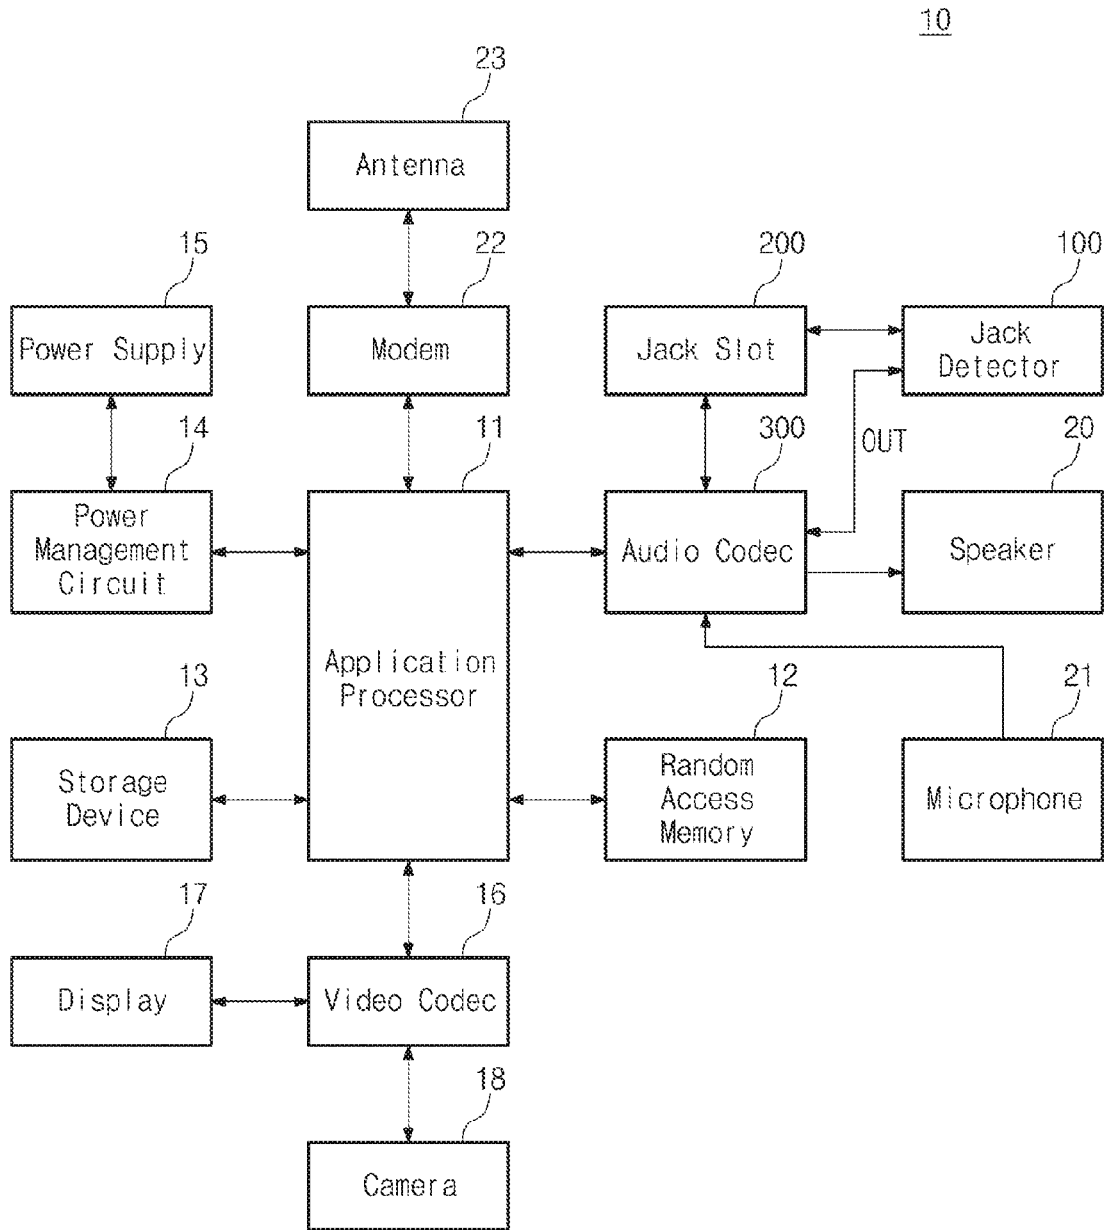 10
23
Antenna
15
22
200
100
Power Supply
Modem
Jack Slot
Jack
Detector
14
11
300
OUT
20
Power
Management
Circuit
Audio Codec
Speaker
Application
Processor
13
12
21
Storage
Device
Random
Access
Memory
Microphone
17
16
Display
Video Codec
18
Camera